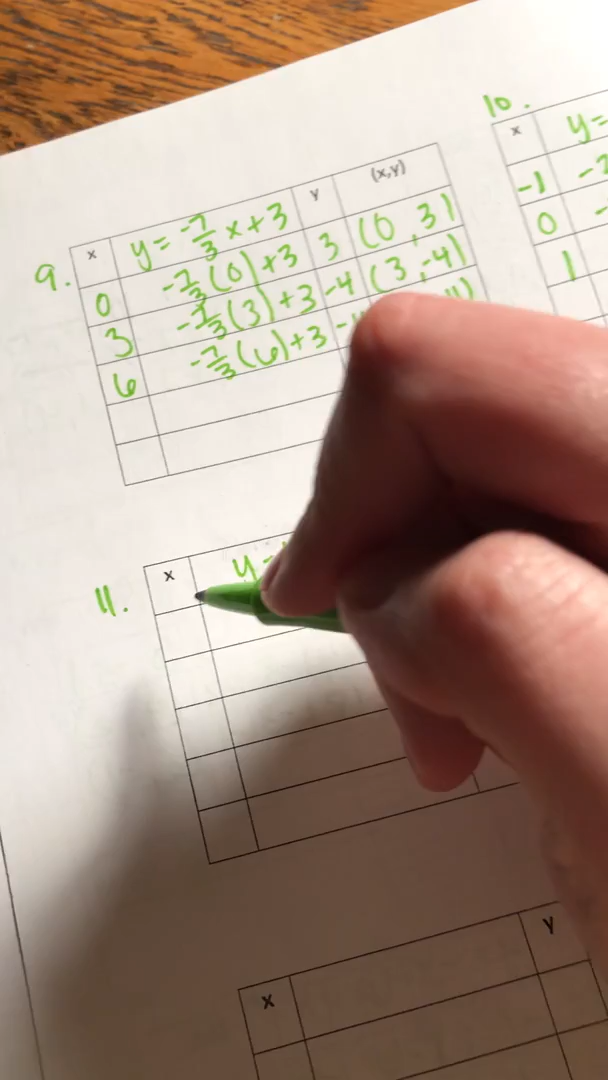 10.
x y=
-1
0
1
9. x y = -7/3 x + 3 y (x,y)
0 -7/3(0)+3 3 (0,3)
3 -7/3(3)+3 -4 (3,-4)
6 -7/3(6)+3
11. x y=
x y